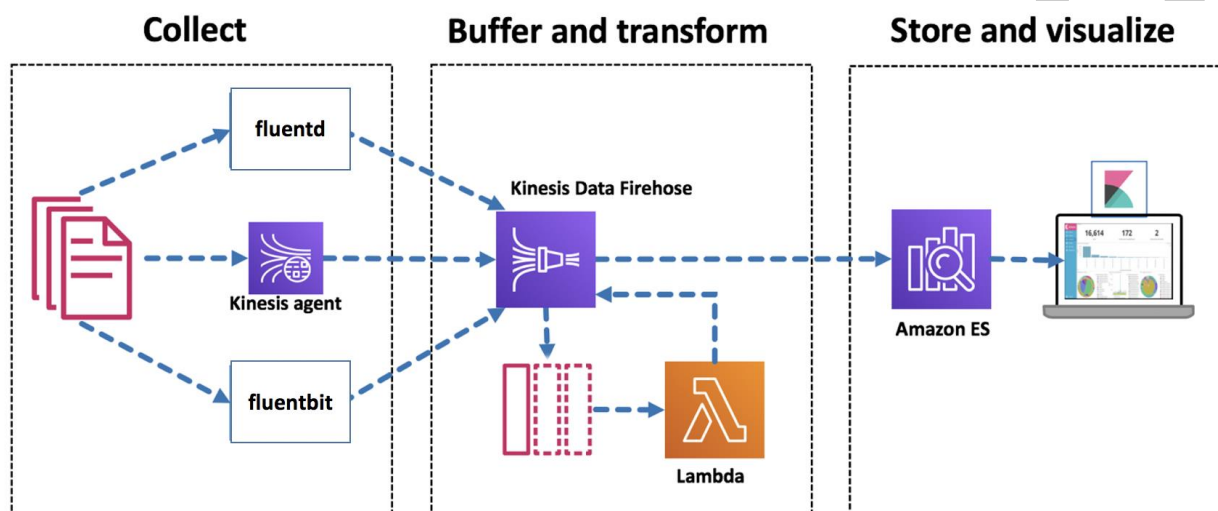 Collect
Buffer and transform
Store and visualize
fluentd
Kinesis Data Firehose
Kinesis agent
Amazon ES
fluentbit
Lambda
16,614
172
2